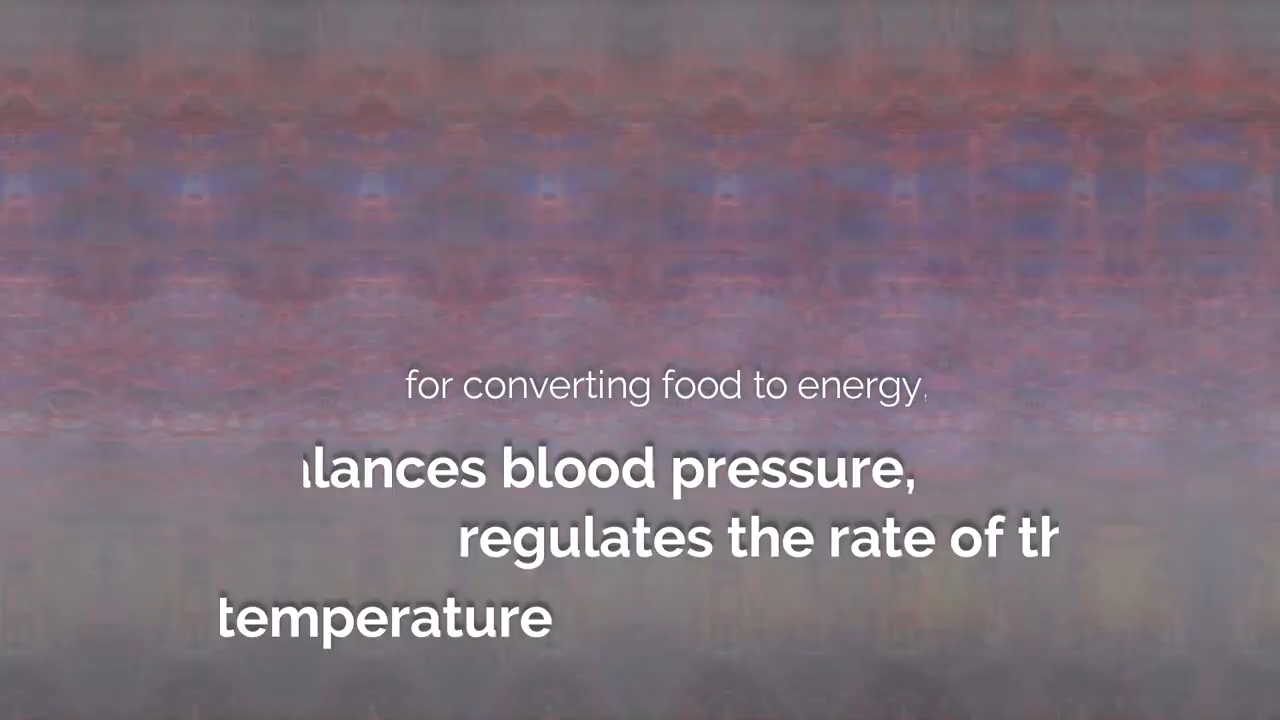 for converting food to energy,
lances blood pressure,
regulates the rate of th
temperature